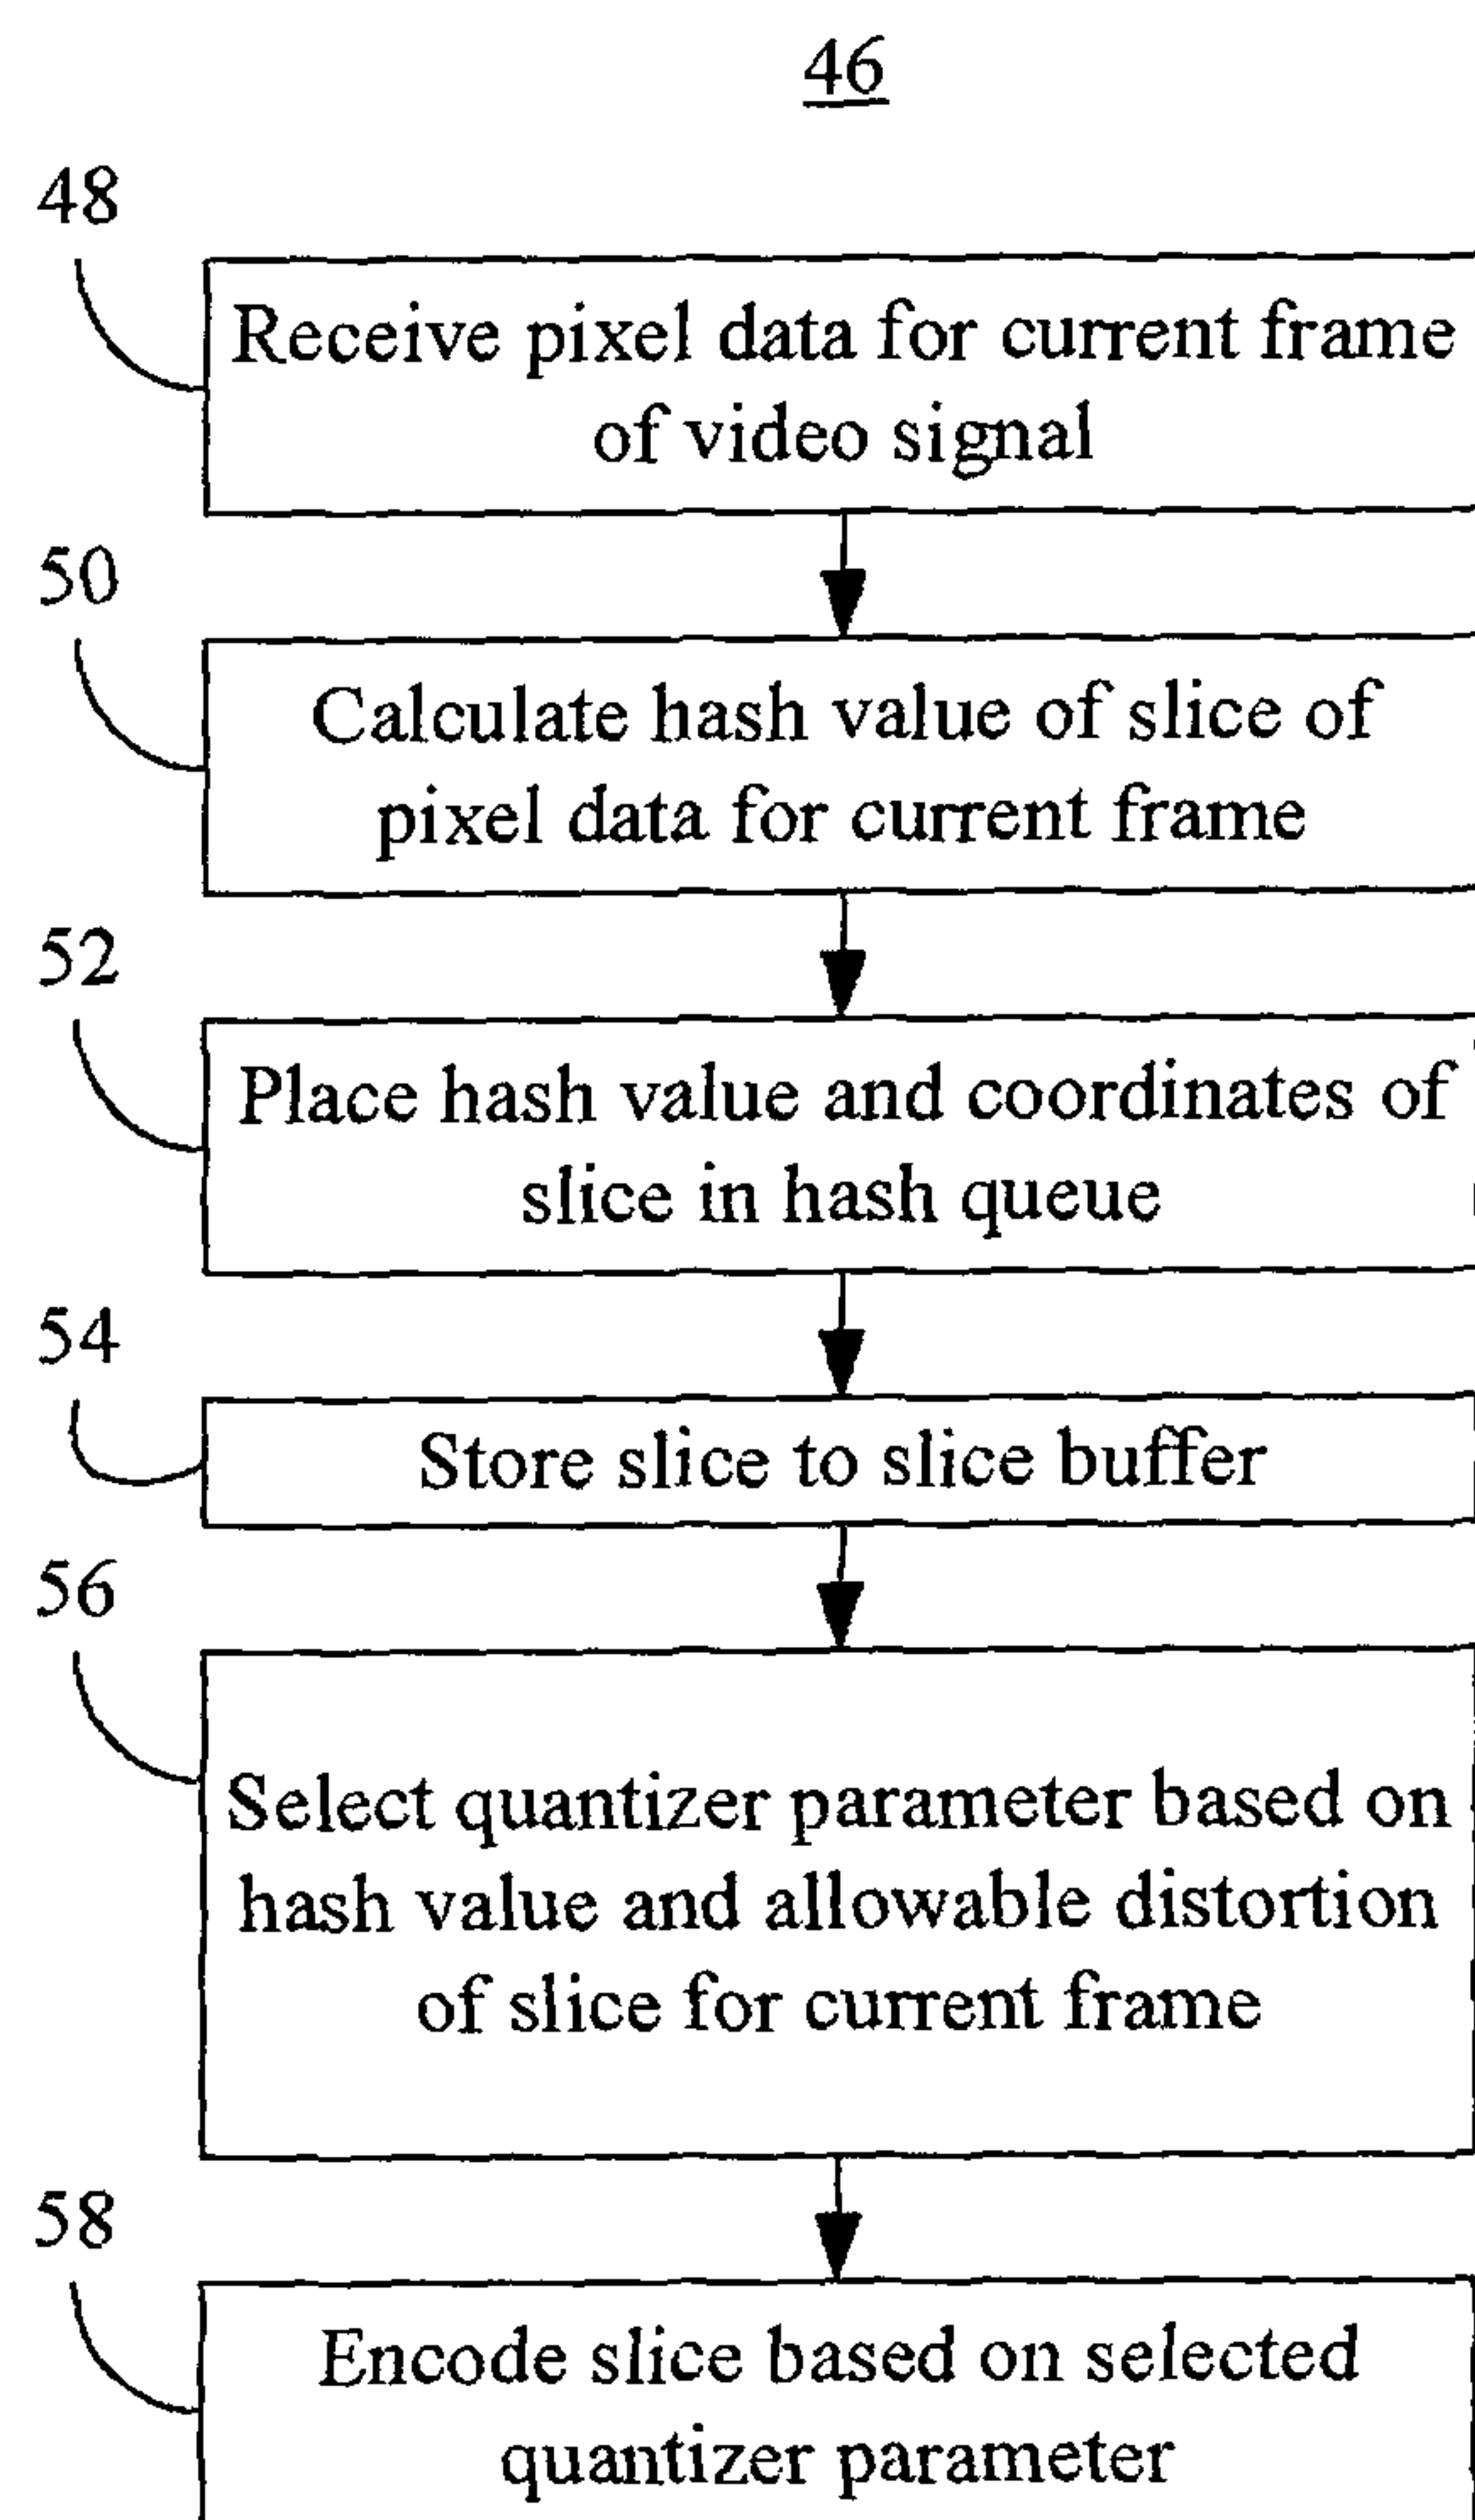 46
48
Receive pixel data for current frame
of video signal
50
Calculate hash value of slice of
pixel data for current frame
52
Place hash value and coordinates of
slice in hash queue
54
Store slice to slice buffer
56
Select quantizer parameter based on
hash value and allowable distortion
of slice for current frame
58
Encode slice based on selected
quantizer parameter